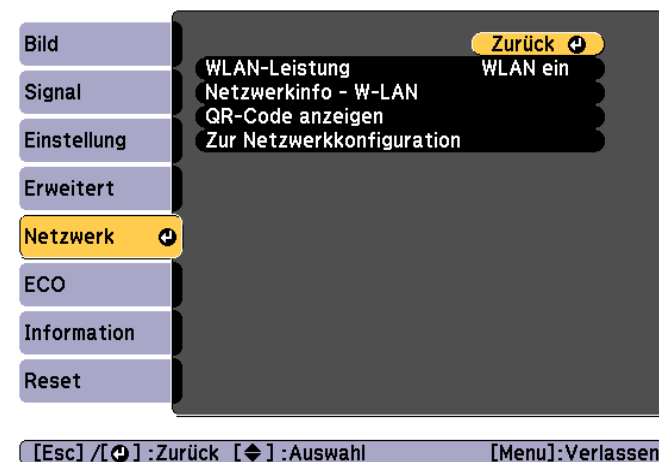 Bild
Signal
Einstellung
Erweitert
Netzwerk
ECO
Information
Reset
Zurück
WLAN-Leistung WLAN ein
Netzwerkinfo - W-LAN
QR-Code anzeigen
Zur Netzwerkkonfiguration
[Esc] /[⏎] :Zurück [◆] :Auswahl [Menu]:Verlassen